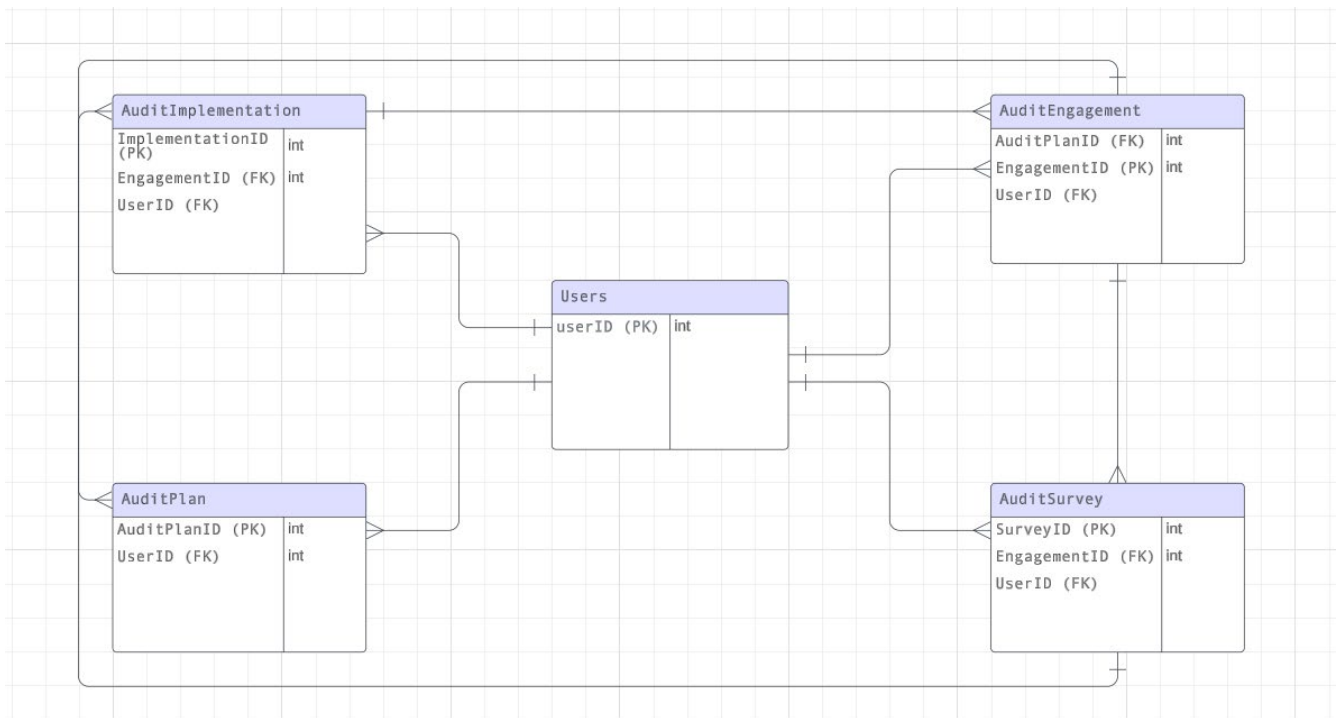 AuditImplementation
ImplementationID
(PK)
int
EngagementID (FK)
int
UserID (FK)
AuditEngagement
AuditPlanID (FK)
int
EngagementID (PK)
int
UserID (FK)
Users
userID (PK)
int
AuditPlan
AuditPlanID (PK)
int
UserID (FK)
int
AuditSurvey
SurveyID (PK)
int
EngagementID (FK)
int
UserID (FK)